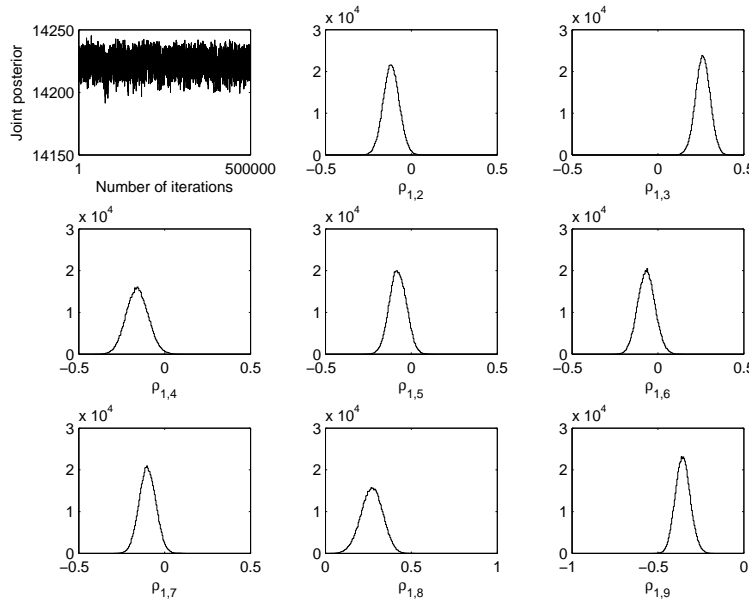 14250
14200
14150
1 500000
Number of iterations
Joint posterior
x 10^4
3
2
1
0
−0.5 0 0.5
ρ1,2
x 10^4
3
2
1
0
−0.5 0 0.5
ρ1,3
x 10^4
3
2
1
0
−0.5 0 0.5
ρ1,4
x 10^4
3
2
1
0
−0.5 0 0.5
ρ1,5
x 10^4
3
2
1
0
−0.5 0 0.5
ρ1,6
x 10^4
3
2
1
0
−0.5 0 0.5
ρ1,7
x 10^4
3
2
1
0
0 0.5 1
ρ1,8
x 10^4
3
2
1
0
−1 −0.5 0
ρ1,9